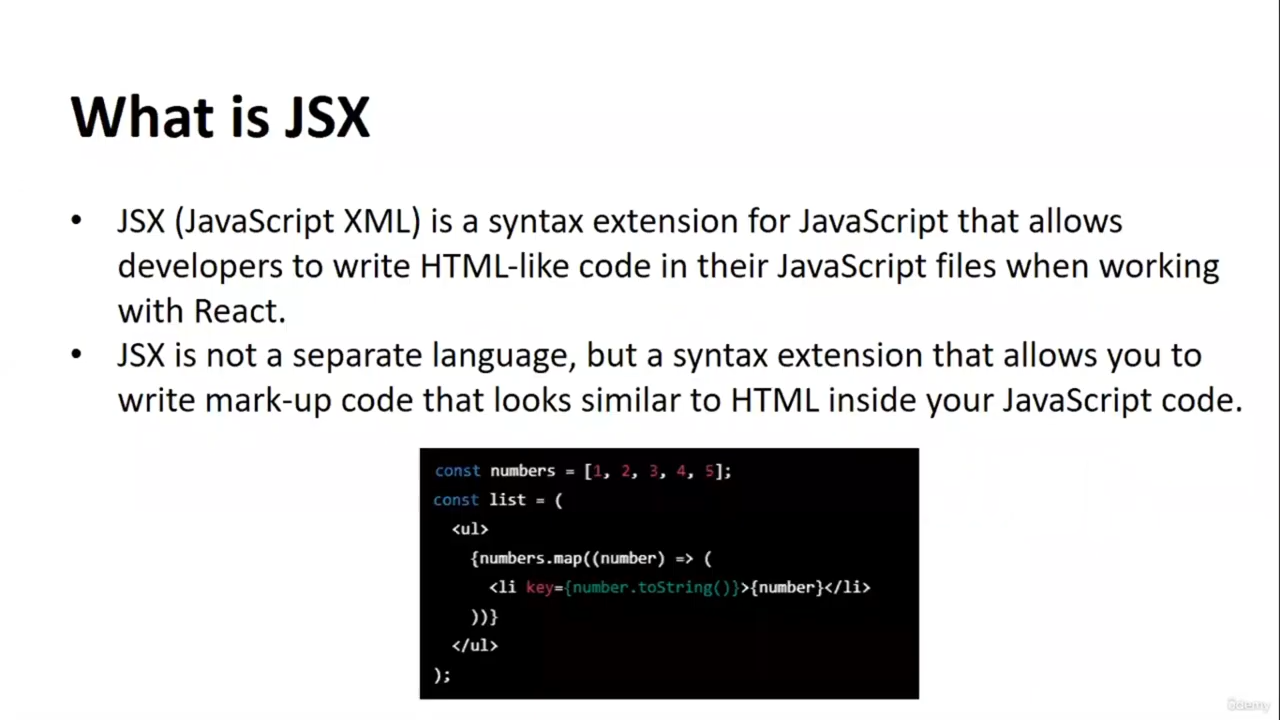 What is JSX
• JSX (JavaScript XML) is a syntax extension for JavaScript that allows
developers to write HTML-like code in their JavaScript files when working
with React.
• JSX is not a separate language, but a syntax extension that allows you to
write mark-up code that looks similar to HTML inside your JavaScript code.
const numbers = [1, 2, 3, 4, 5];
const list = (
  <ul>
    {numbers.map((number) => (
      <li key={number.toString()}>{number}</li>
    ))}
  </ul>
);
ûdemy